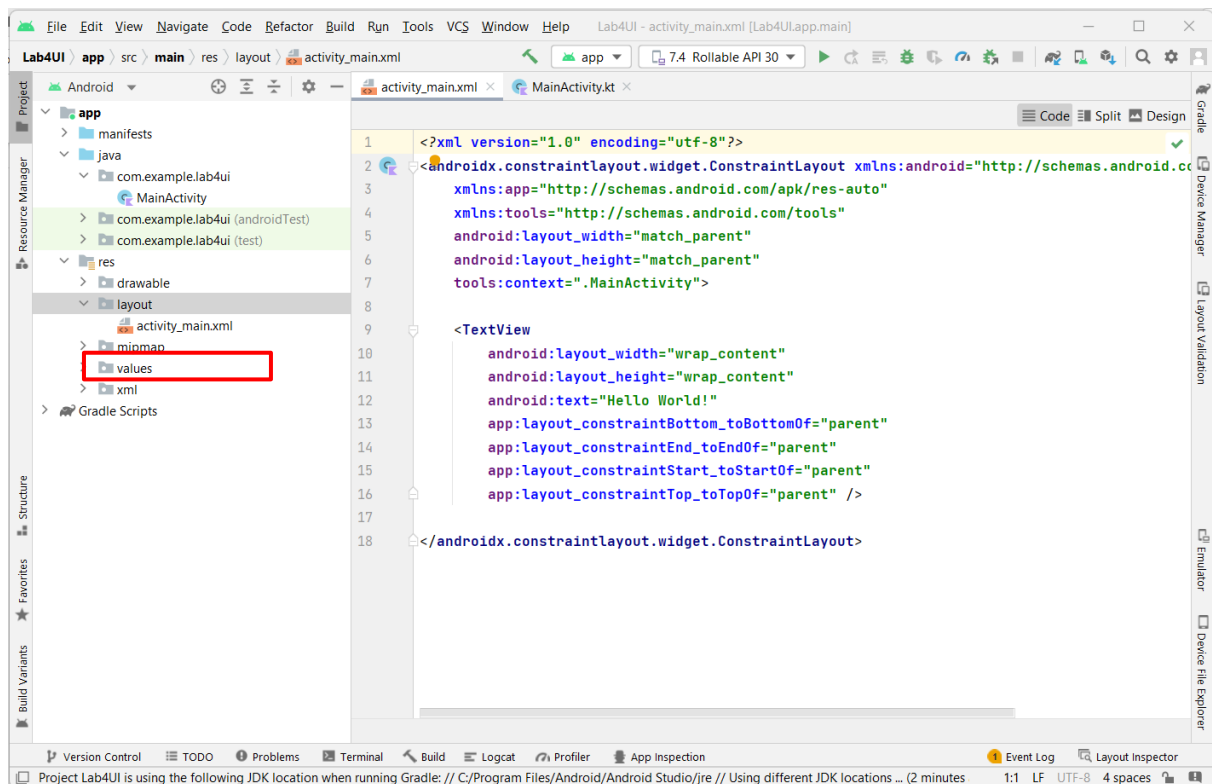 File Edit View Navigate Code Refactor Build Run Tools VCS Window Help Lab4UI - activity_main.xml [Lab4UI.app.main]
Lab4UI app src main res layout activity_main.xml app 7.4 Rollable API 30
Project
Resource Manager
Structure
Favorites
Build Variants
Android
app
manifests
java
com.example.lab4ui
MainActivity
com.example.lab4ui (androidTest)
com.example.lab4ui (test)
res
drawable
layout
activity_main.xml
mipmap
values
xml
Gradle Scripts
activity_main.xml MainActivity.kt
Code Split Design
1 <?xml version="1.0" encoding="utf-8"?>
2 <androidx.constraintlayout.widget.ConstraintLayout xmlns:android="http://schemas.android.co
3 xmlns:app="http://schemas.android.com/apk/res-auto"
4 xmlns:tools="http://schemas.android.com/tools"
5 android:layout_width="match_parent"
6 android:layout_height="match_parent"
7 tools:context=".MainActivity">
8
9 <TextView
10 android:layout_width="wrap_content"
11 android:layout_height="wrap_content"
12 android:text="Hello World!"
13 app:layout_constraintBottom_toBottomOf="parent"
14 app:layout_constraintEnd_toEndOf="parent"
15 app:layout_constraintStart_toStartOf="parent"
16 app:layout_constraintTop_toTopOf="parent" />
17
18 </androidx.constraintlayout.widget.ConstraintLayout>
Gradle
Device Manager
Layout Validation
Emulator
Device File Explorer
Version Control TODO Problems Terminal Build Logcat Profiler App Inspection 1 Event Log Layout Inspector
Project Lab4UI is using the following JDK location when running Gradle: // C:/Program Files/Android/Android Studio/jre // Using different JDK locations ... (2 minutes 1:1 LF UTF-8 4 spaces